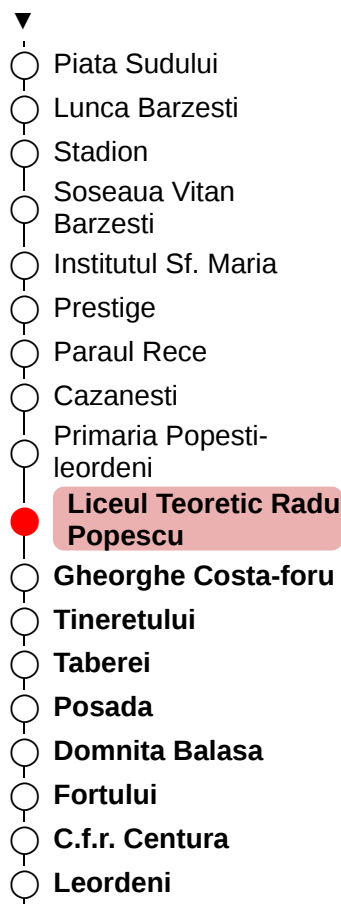 Piata Sudului
Lunca Barzesti
Stadion
Soseaua Vitan
Barzesti
Institutul Sf. Maria
Prestige
Paraul Rece
Cazanesti
Primaria Popesti-
leordeni
Liceul Teoretic Radu
Popescu
Gheorghe Costa-foru
Tineretului
Taberei
Posada
Domnita Balasa
Fortului
C.f.r. Centura
Leordeni